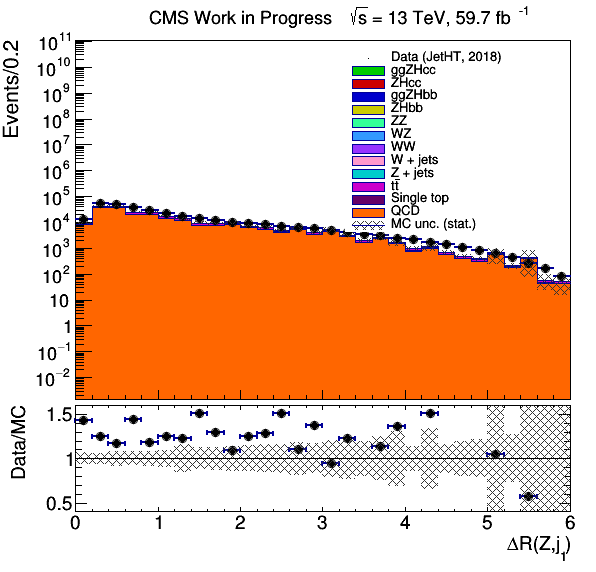 CMS Work in Progress √s = 13 TeV, 59.7 fb⁻¹
Events/0.2
10¹¹
10¹⁰
10⁹
10⁸
10⁷
10⁶
10⁵
10⁴
10³
10²
10
1
10⁻¹
10⁻²
Data (JetHT, 2018)
ggZHcc
ZHcc
ggZHbb
ZHbb
ZZ
WZ
WW
W + jets
Z + jets
tt̄
Single top
QCD
MC unc. (stat.)
Data/MC
1.5
1
0.5
0 1 2 3 4 5 6
ΔR(Z,j₁)